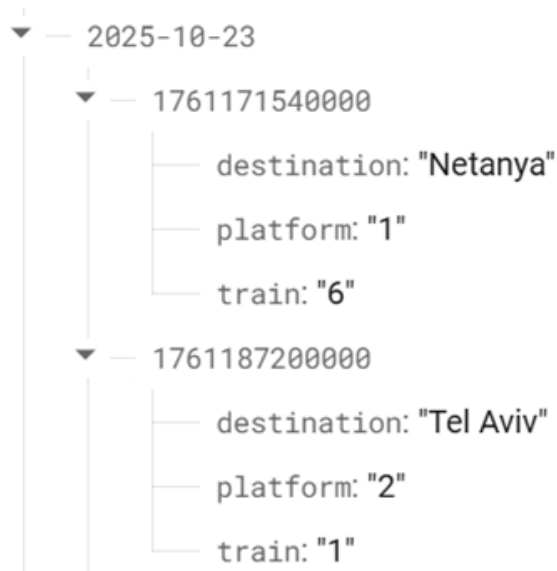 2025-10-23
1761171540000
destination: "Netanya"
platform: "1"
train: "6"
1761187200000
destination: "Tel Aviv"
platform: "2"
train: "1"